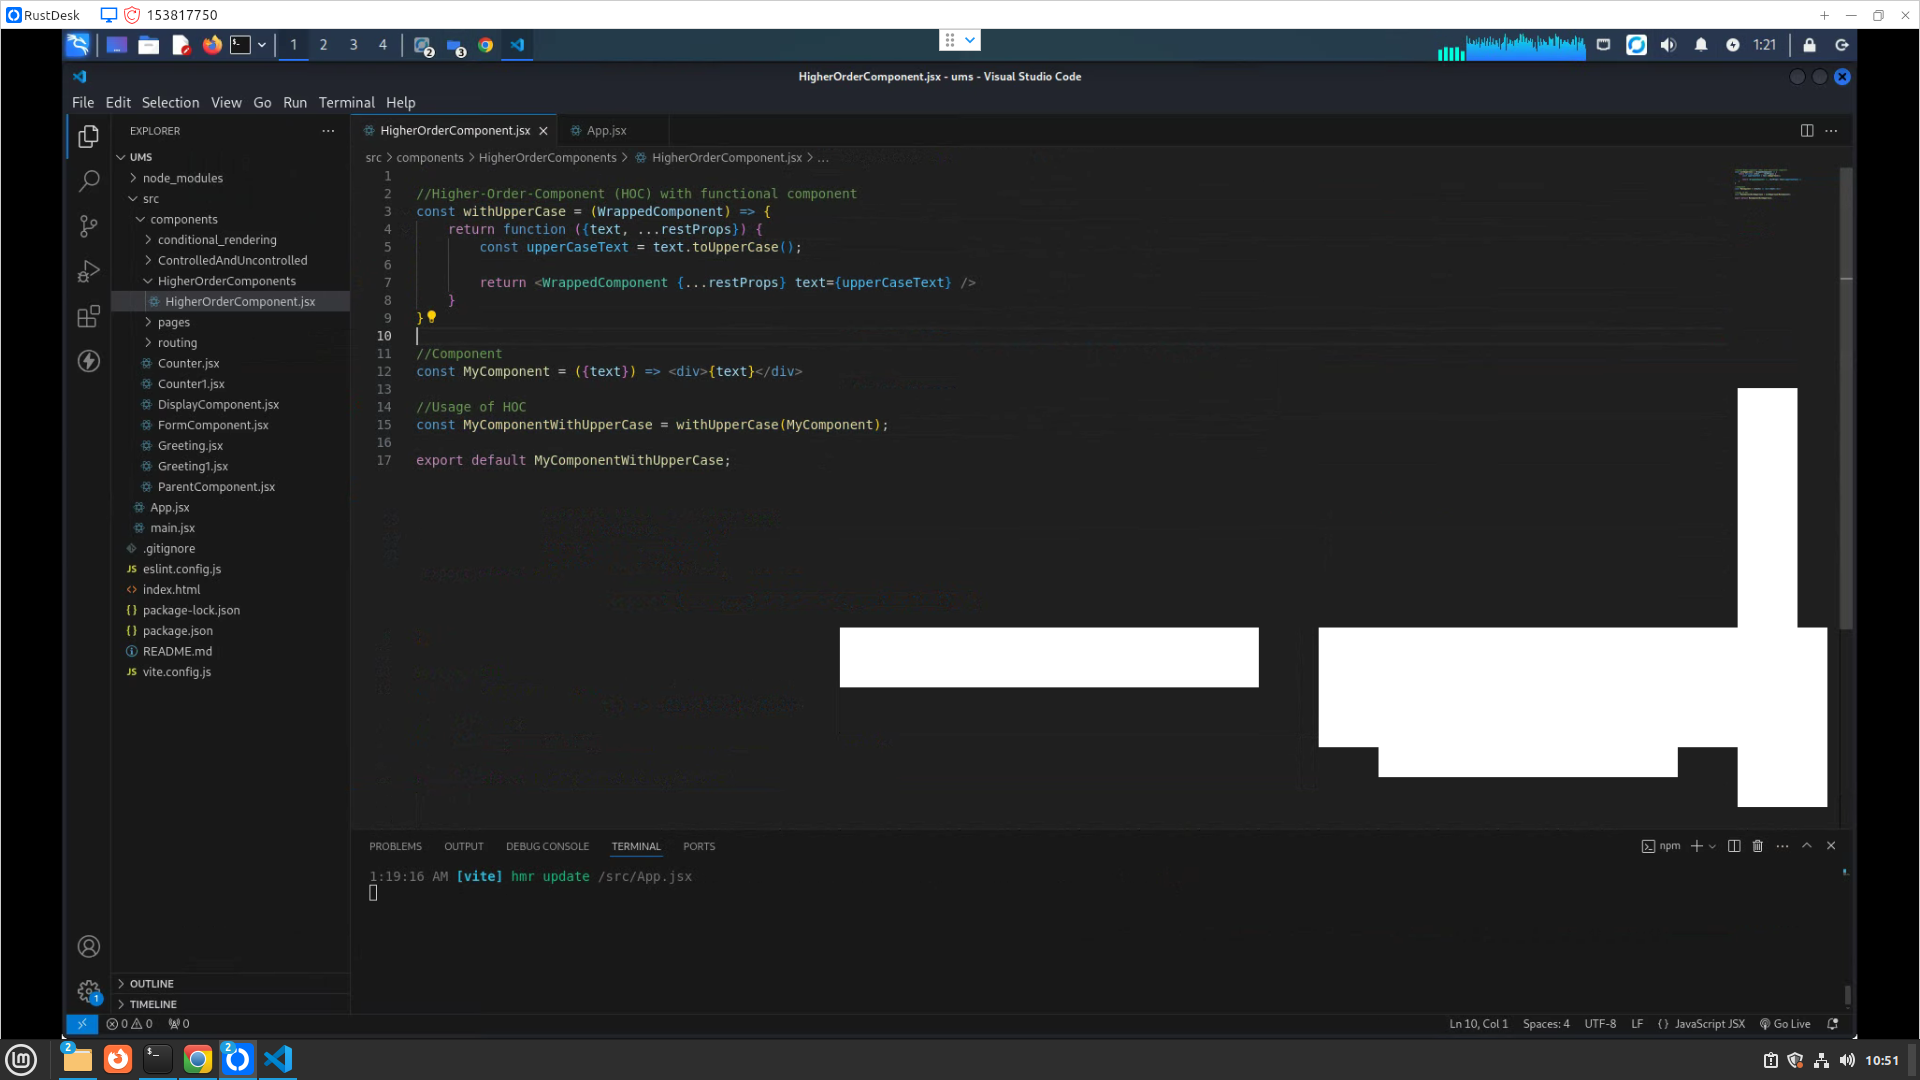 RustDesk 153817750
1 2 3 4 2 3 1:21
HigherOrderComponent.jsx - ums - Visual Studio Code
File Edit Selection View Go Run Terminal Help
EXPLORER
UMS
node_modules
src
components
conditional_rendering
ControlledAndUncontrolled
HigherOrderComponents
HigherOrderComponent.jsx
pages
routing
Counter.jsx
Counter1.jsx
DisplayComponent.jsx
FormComponent.jsx
Greeting.jsx
Greeting1.jsx
ParentComponent.jsx
App.jsx
main.jsx
.gitignore
JS eslint.config.js
<> index.html
{} package-lock.json
{} package.json
README.md
JS vite.config.js
OUTLINE
TIMELINE
HigherOrderComponent.jsx App.jsx
src > components > HigherOrderComponents > HigherOrderComponent.jsx > ...
1
2 //Higher-Order-Component (HOC) with functional component
3 const withUpperCase = (WrappedComponent) => {
4 return function ({text, ...restProps}) {
5 const upperCaseText = text.toUpperCase();
6
7 return <WrappedComponent {...restProps} text={upperCaseText} />
8 }
9 }
10
11 //Component
12 const MyComponent = ({text}) => <div>{text}</div>
13
14 //Usage of HOC
15 const MyComponentWithUpperCase = withUpperCase(MyComponent);
16
17 export default MyComponentWithUpperCase;
PROBLEMS OUTPUT DEBUG CONSOLE TERMINAL PORTS npm
1:19:16 AM [vite] hmr update /src/App.jsx
1
0 0 0 Ln 10, Col 1 Spaces: 4 UTF-8 LF {} JavaScript JSX Go Live
2 2 10:51